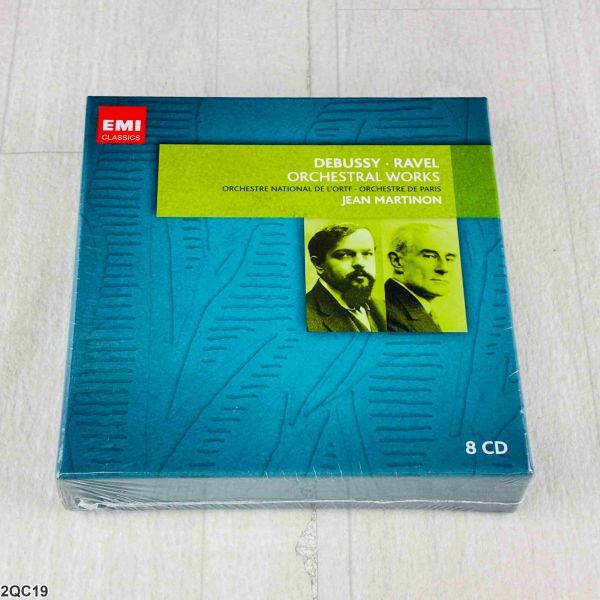 EMI
CLASSICS
DEBUSSY · RAVEL
ORCHESTRAL WORKS
ORCHESTRE NATIONAL DE L'ORTF · ORCHESTRE DE PARIS
JEAN MARTINON
8 CD
2QC19